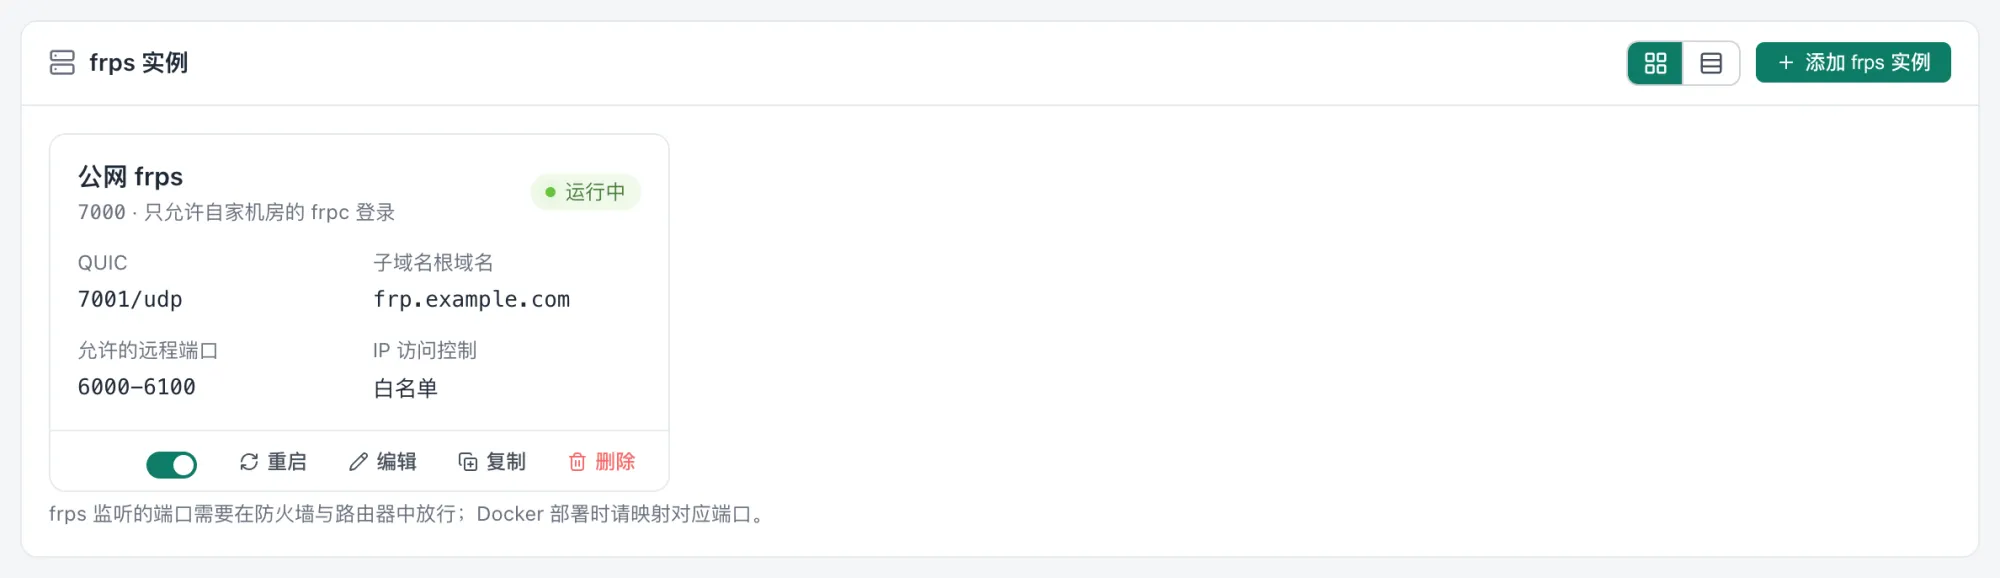 frps 实例
添加 frps 实例
公网 frps
运行中
7000 · 只允许自家机房的 frpc 登录
QUIC
子域名根域名
7001/udp
frp.example.com
允许的远程端口
IP 访问控制
6000–6100
白名单
重启
编辑
复制
删除
frps 监听的端口需要在防火墙与路由器中放行；Docker 部署时请映射对应端口。